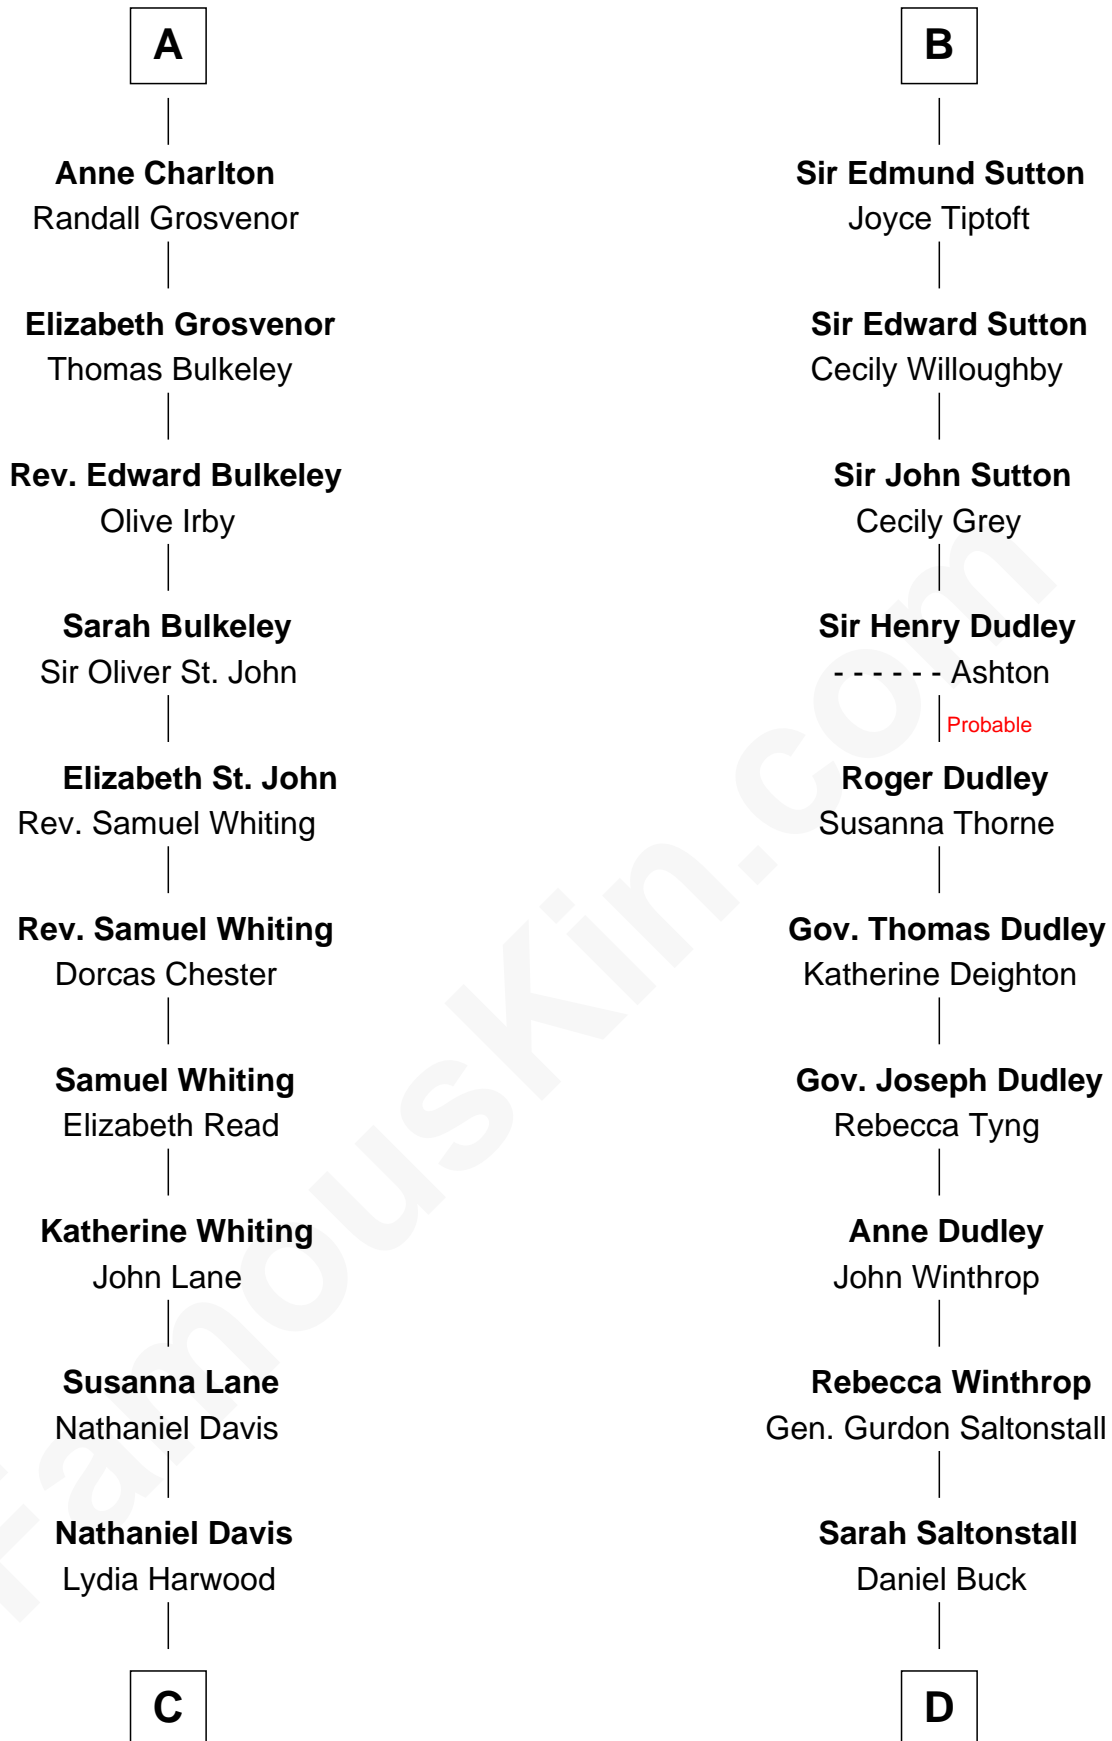 A
Anne Charlton
Randall Grosvenor
Elizabeth Grosvenor
Thomas Bulkeley
Rev. Edward Bulkeley
Olive Irby
Sarah Bulkeley
Sir Oliver St. John
Elizabeth St. John
Rev. Samuel Whiting
Rev. Samuel Whiting
Dorcas Chester
Samuel Whiting
Elizabeth Read
Katherine Whiting
John Lane
Susanna Lane
Nathaniel Davis
Nathaniel Davis
Lydia Harwood
C
B
Sir Edmund Sutton
Joyce Tiptoft
Sir Edward Sutton
Cecily Willoughby
Sir John Sutton
Cecily Grey
Sir Henry Dudley
- - - - - - Ashton
Probable
Roger Dudley
Susanna Thorne
Gov. Thomas Dudley
Katherine Deighton
Gov. Joseph Dudley
Rebecca Tyng
Anne Dudley
John Winthrop
Rebecca Winthrop
Gen. Gurdon Saltonstall
Sarah Saltonstall
Daniel Buck
D
FamousKin.com